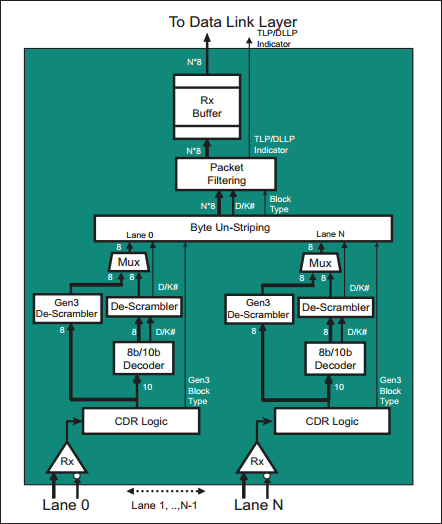 To Data Link Layer
TLP/DLLP
Indicator
N*8
Rx
Buffer
N*8
TLP/DLLP
Indicator
Packet
Filtering
N*8
D/K#
Block
Type
Byte Un-Striping
Lane 0
Lane N
8
8
Mux
Mux
8
8
8
8
D/K#
D/K#
Gen3
De-Scrambler
De-Scrambler
Gen3
De-Scrambler
De-Scrambler
8
8
D/K#
8
8
D/K#
8b/10b
Decoder
8b/10b
Decoder
10
Gen3
Block
Type
10
Gen3
Block
Type
CDR Logic
CDR Logic
Rx
Rx
Lane 0
Lane 1, ..,N-1
Lane N